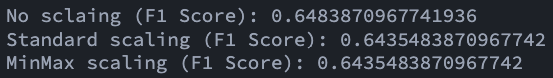 No sclaing (F1 Score): 0.6483870967741936
Standard scaling (F1 Score): 0.6435483870967742
MinMax scaling (F1 Score): 0.6435483870967742